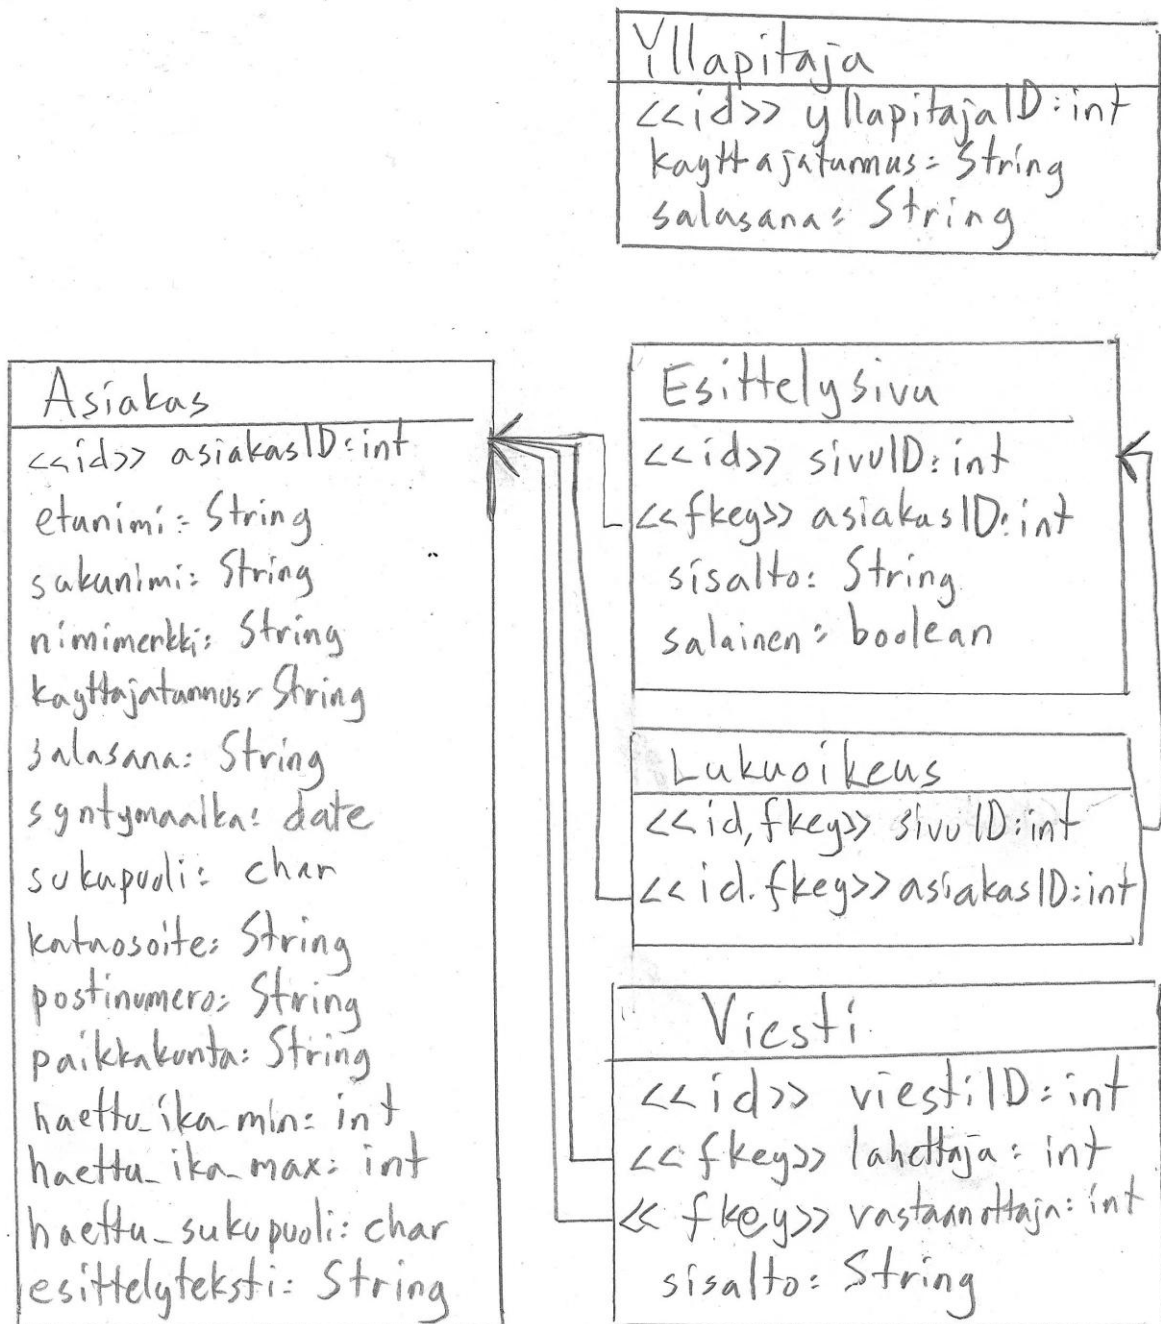 Yllapitaja
<<id>> yllapitajaID: int
kayttajatunnus: String
salasana: String
Asiakas
<<id>> asiakasID: int
etunimi: String
sukunimi: String
nimimerkki: String
kayttajatunnus: String
salasana: String
syntymaaika: date
sukupuoli: char
katuosoite: String
postinumero: String
paikkakunta: String
haettu_ika_min: int
haettu_ika_max: int
haettu_sukupuoli: char
esittelyteksti: String
Esittelysivu
<<id>> sivuID: int
<<fkey>> asiakasID: int
sisalto: String
salainen: boolean
Lukuoikeus
<<id,fkey>> sivuID: int
<<id.fkey>> asiakasID: int
Viesti
<<id>> viestiID: int
<<fkey>> lahettaja: int
<<fkey>> vastaanottaja: int
sisalto: String